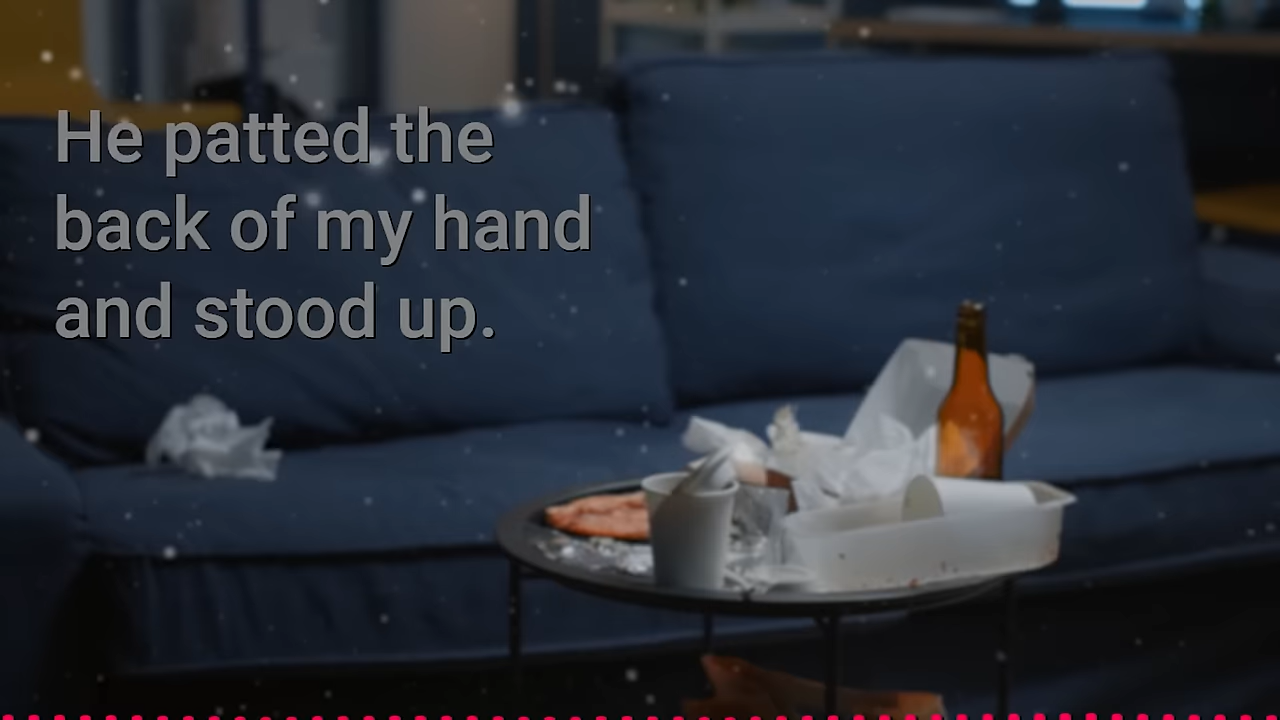 He patted the
back of my hand
and stood up.